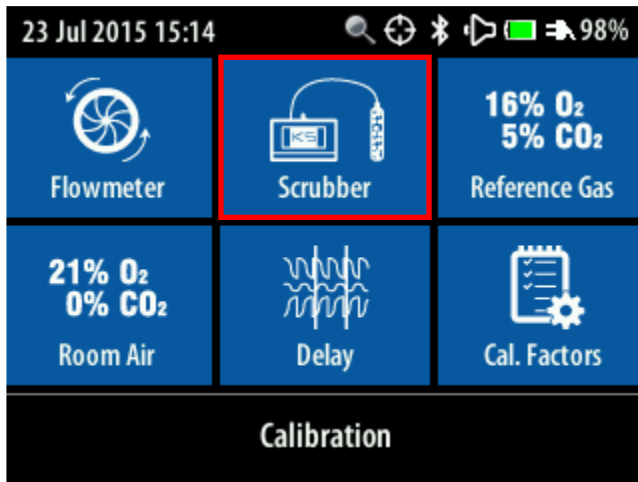 23 Jul 2015 15:14
98%
K5
16% O₂
5% CO₂
Flowmeter
Scrubber
Reference Gas
21% O₂
0% CO₂
Room Air
Delay
Cal. Factors
Calibration